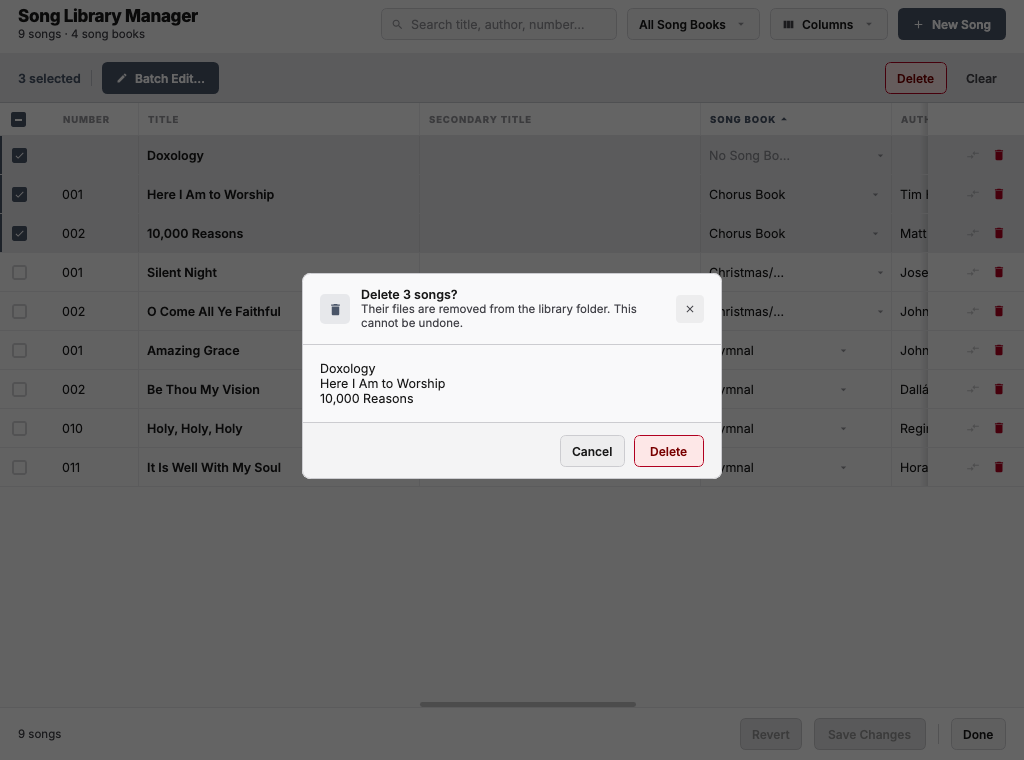 Song Library Manager
9 songs · 4 song books
Search title, author, number...
All Song Books
Columns
New Song
3 selected
Batch Edit...
Delete
Clear
NUMBER TITLE SECONDARY TITLE SONG BOOK
Doxology No Song Bo...
001 Here I Am to Worship Chorus Book Tim
002 10,000 Reasons Chorus Book Matt
001 Silent Night Christmas/...
002 O Come All Ye Faithful John
001 Amazing Grace John
002 Be Thou My Vision
010 Holy, Holy, Holy
011 It Is Well With My Soul
Delete 3 songs?
Their files are removed from the library folder. This
cannot be undone.
Doxology
Here I Am to Worship
10,000 Reasons
Cancel
Delete
9 songs
Revert
Save Changes
Done